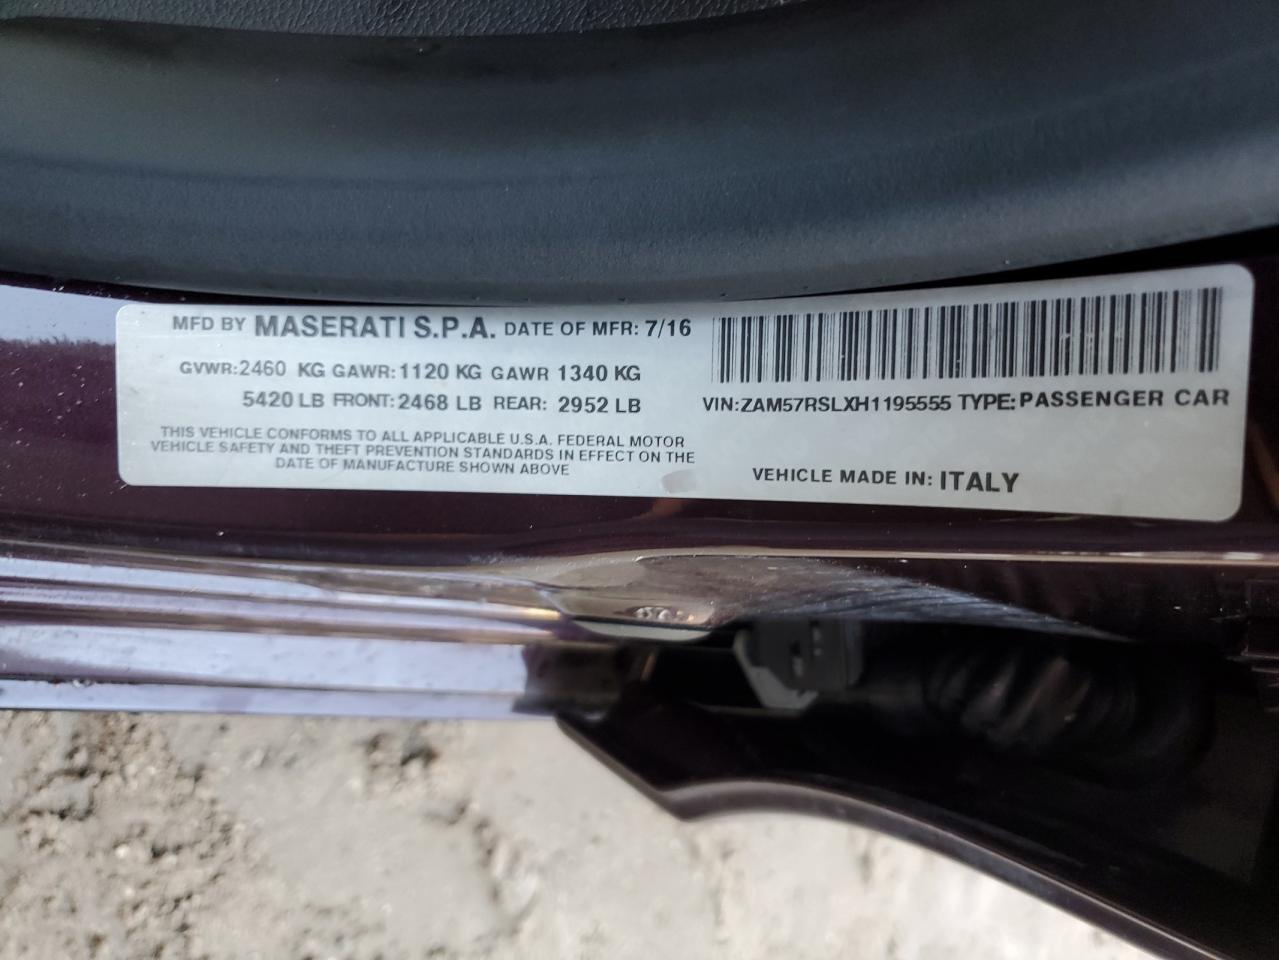 MFD BY MASERATI S.P.A. DATE OF MFR: 7/16
GVWR:2460 KG GAWR:1120 KG GAWR 1340 KG
5420 LB FRONT:2468 LB REAR: 2952 LB
THIS VEHICLE CONFORMS TO ALL APPLICABLE U.S.A. FEDERAL MOTOR
VEHICLE SAFETY AND THEFT PREVENTION STANDARDS IN EFFECT ON THE
DATE OF MANUFACTURE SHOWN ABOVE
VIN:ZAM57RSLXH1195555 TYPE:PASSENGER CAR
VEHICLE MADE IN: ITALY